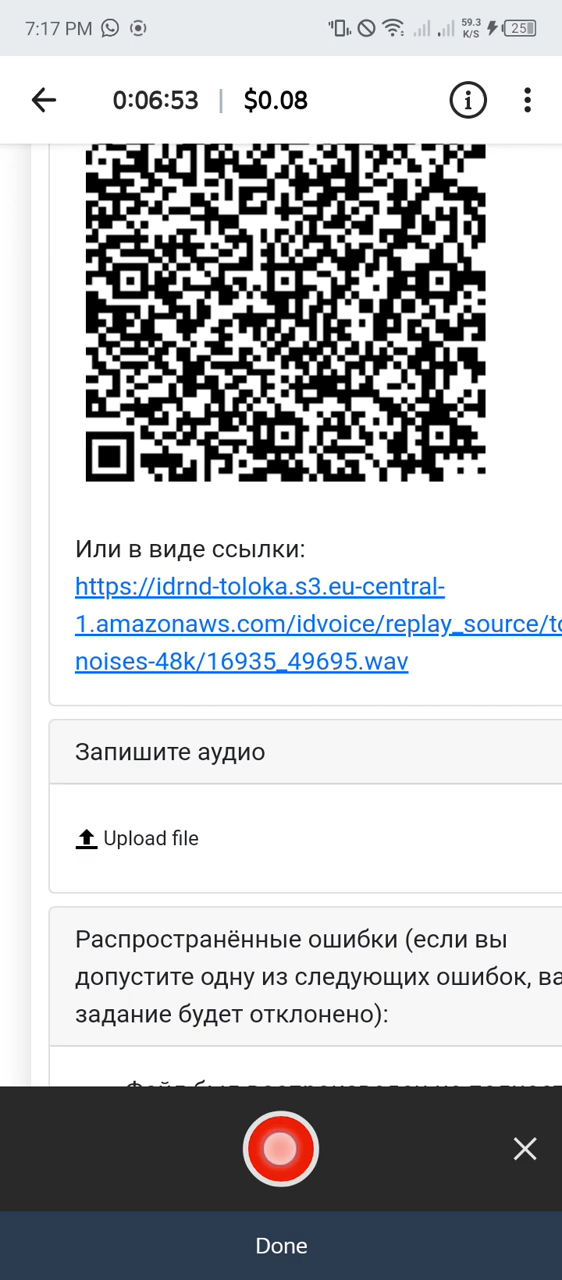 7:17 PM 59.3 K/S 25
0:06:53 | $0.08
Или в виде ссылки:
https://idrnd-toloka.s3.eu-central-
1.amazonaws.com/idvoice/replay_source/to
noises-48k/16935_49695.wav
Запишите аудио
Upload file
Распространённые ошибки (если вы
допустите одну из следующих ошибок, ва
задание будет отклонено):
Done